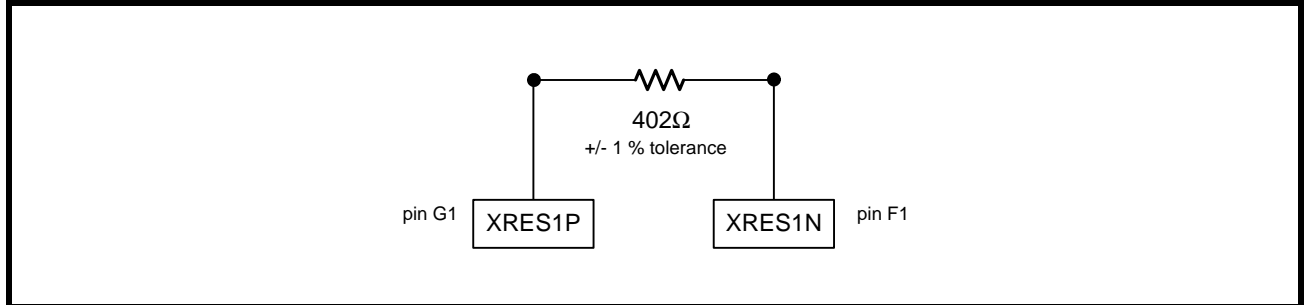 402Ω
+/- 1 % tolerance
pin G1
XRES1P
XRES1N
pin F1